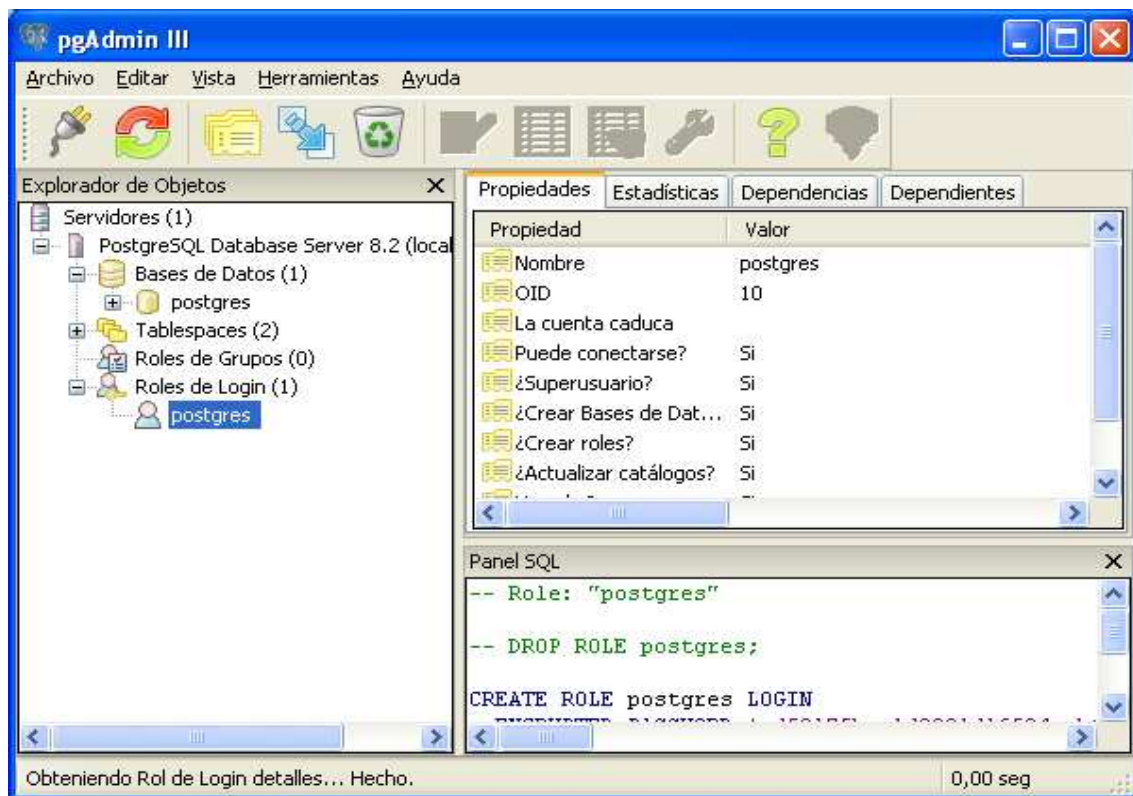 pgAdmin III
Archivo Editar Vista Herramientas Ayuda
Explorador de Objetos
Servidores (1)
PostgreSQL Database Server 8.2 (local
Bases de Datos (1)
postgres
Tablespaces (2)
Roles de Grupos (0)
Roles de Login (1)
postgres
Propiedades Estadísticas Dependencias Dependientes
Propiedad Valor
Nombre postgres
OID 10
La cuenta caduca
Puede conectarse? Si
¿Superusuario? Si
¿Crear Bases de Dat... Si
¿Crear roles? Si
¿Actualizar catálogos? Si
Panel SQL
-- Role: "postgres"
-- DROP ROLE postgres;
CREATE ROLE postgres LOGIN
ENCRYPTED PASSWORD
Obteniendo Rol de Login detalles... Hecho. 0,00 seg